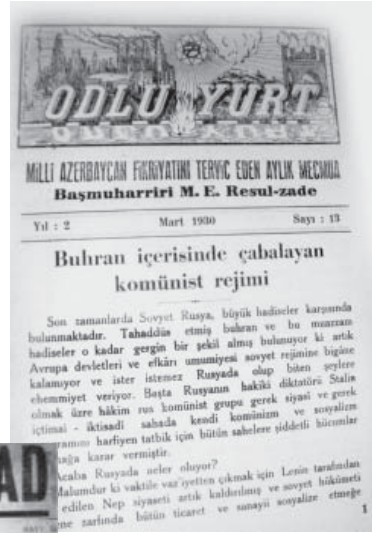 ODLU YURT
MİLLİ AZERBAYCAN FİKRİYATINI TERVİC EDEN AYLIK MECMUA
Başmuharriri M. E. Resul-zade
Yıl : 2 Mart 1930 Sayı : 13
Buhran içerisinde çabalayan
komünist rejimi
Son zamanlarda Sovyet Rusya, büyük hadiseler karşısında
bulunmaktadır. Tahaddüs etmiş buhran ve bu muazzam
hadiseler o kadar gergin bir şekil almış bulunuyor ki artık
Avrupa devletleri ve efkârı umumiyesi sovyet rejimine bigâne
kalamıyor ve ister istemez Rusyada olup biten şeylere
ehemmiyet veriyor. Başta Rusyanın hakiki diktatörü Stalin
olmak üzre hâkim rus komünist grupu gerek siyasi ve gerek
içtimai - iktisadi sahada kendi komünizm ve sosyalizm
harfiyen tatbik için bütün sahelere şiddetli hücumlar
karar vermiştir.
Acaba Rusyada neler oluyor?
Malumdur ki vaktile vaz'iyetten çıkmak için Lenin tarafından
edilen Nep siyaseti artık kaldırılmış ve sovyet hükûmeti
sene zarfında bütün ticaret ve sanayii sosyalize etmeğe
1
AD